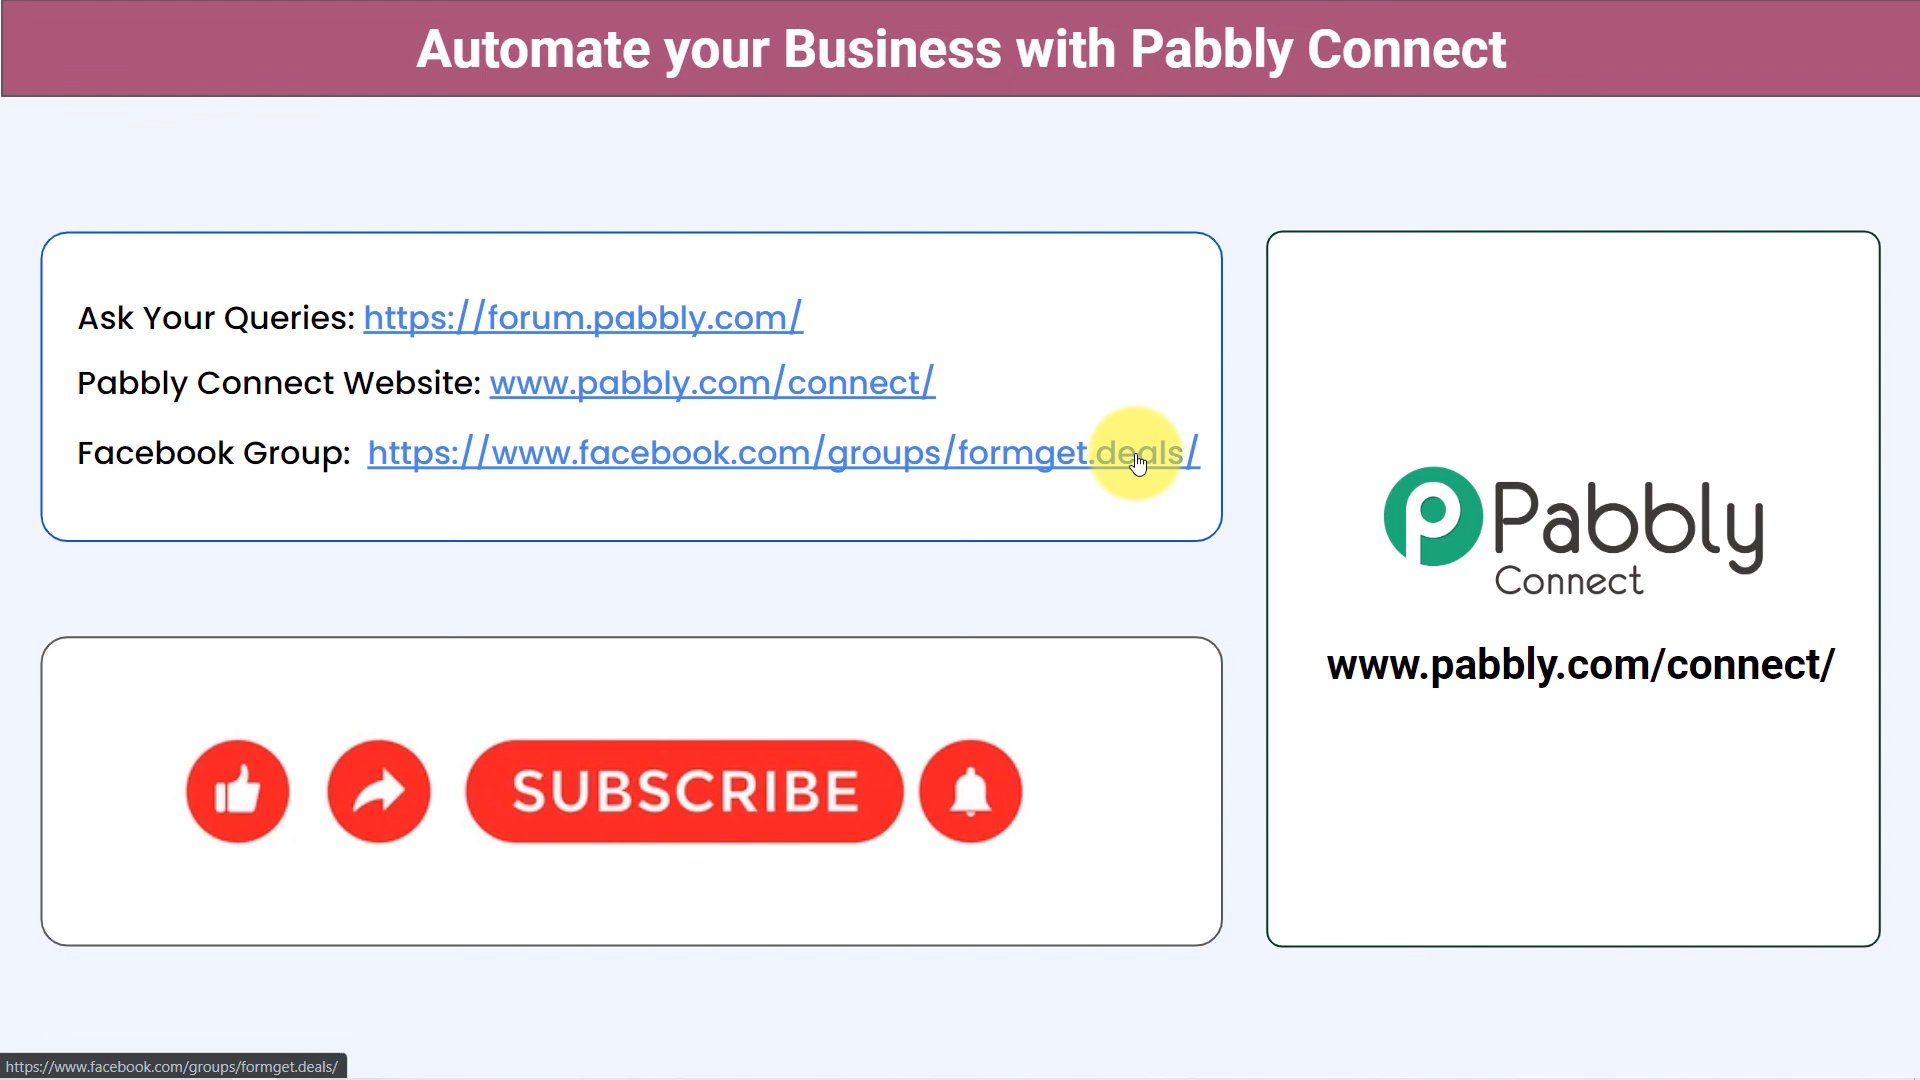 Automate your Business with Pabbly Connect
Ask Your Queries: https://forum.pabbly.com/
Pabbly Connect Website: www.pabbly.com/connect/
Facebook Group: https://www.facebook.com/groups/formget.deals/
Pabbly
Connect
www.pabbly.com/connect/
SUBSCRIBE
https://www.facebook.com/groups/formget.deals/